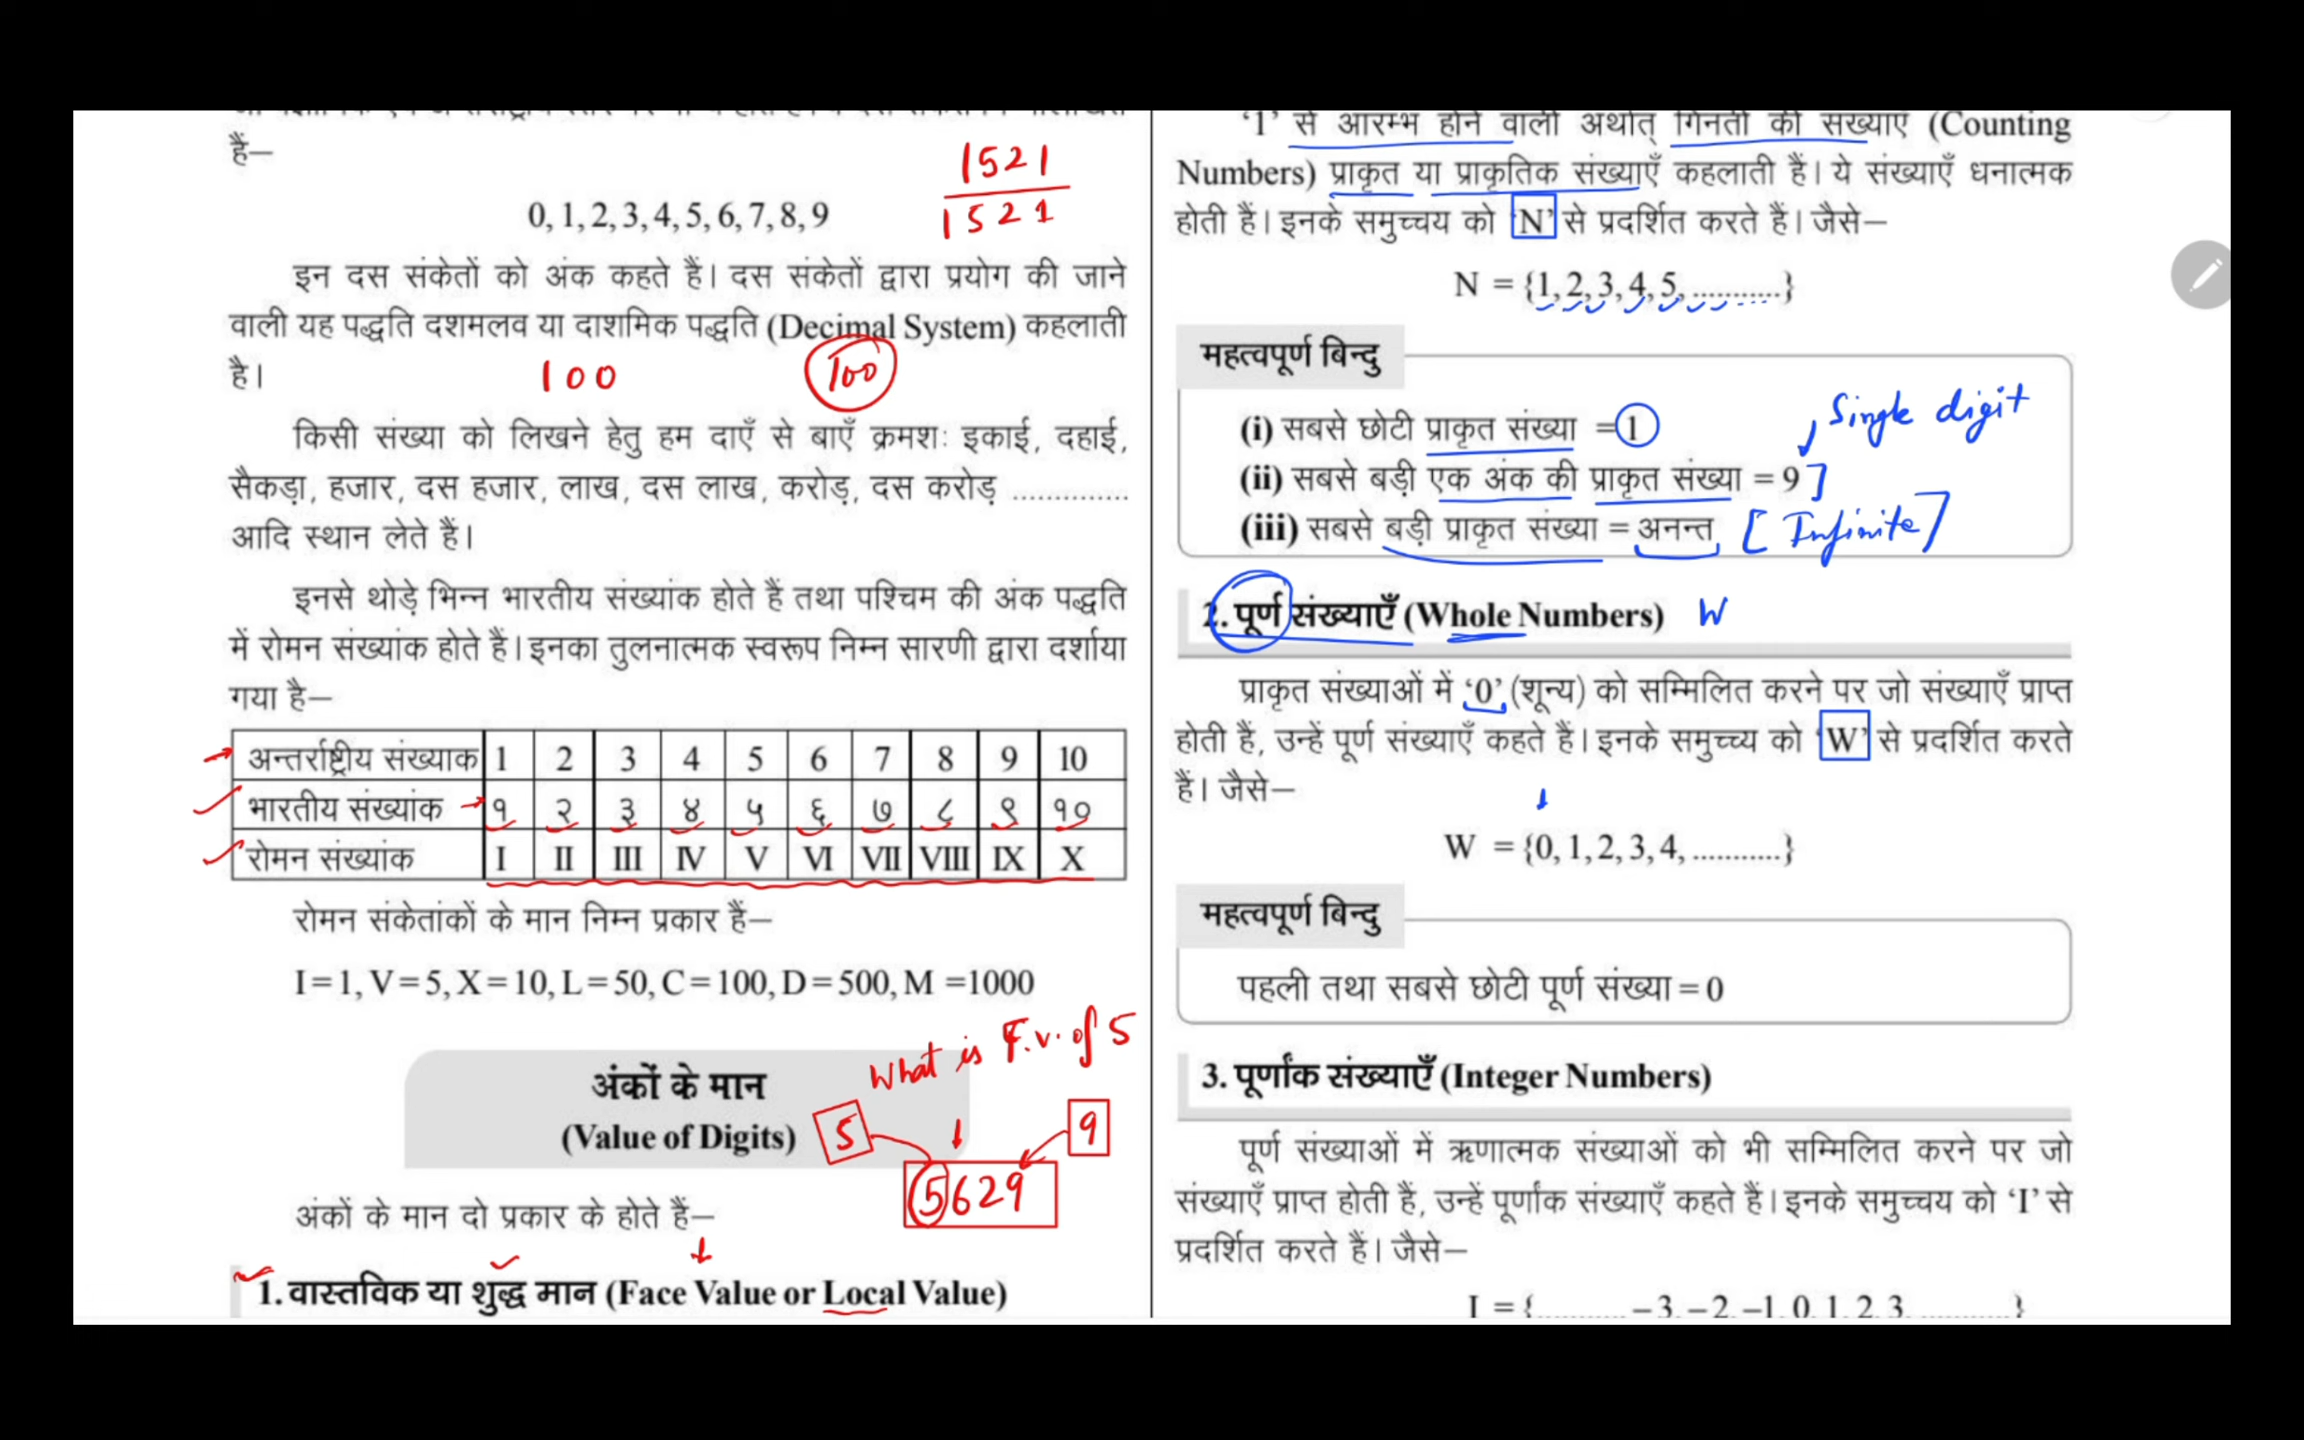 है—
1521
1521
0, 1, 2, 3, 4, 5, 6, 7, 8, 9
इन दस संकेतों को अंक कहते हैं। दस संकेतों द्वारा प्रयोग की जाने
वाली यह पद्धति दशमलव या दाशमिक पद्धति (Decimal System) कहलाती
है।
100
100
किसी संख्या को लिखने हेतु हम दाएँ से बाएँ क्रमशः इकाई, दहाई,
सैकड़ा, हजार, दस हजार, लाख, दस लाख, करोड़, दस करोड़ ..............
आदि स्थान लेते हैं।
इनसे थोड़े भिन्न भारतीय संख्यांक होते हैं तथा पश्चिम की अंक पद्धति
में रोमन संख्यांक होते हैं। इनका तुलनात्मक स्वरूप निम्न सारणी द्वारा दर्शाया
गया है—
अन्तर्राष्ट्रीय संख्याक 1 2 3 4 5 6 7 8 9 10
भारतीय संख्यांक १ २ ३ ४ ५ ६ ७ ८ ९ १०
रोमन संख्यांक I II III IV V VI VII VIII IX X
रोमन संकेतांकों के मान निम्न प्रकार हैं—
I = 1, V = 5, X = 10, L = 50, C = 100, D = 500, M = 1000
What is F.v. of 5
अंकों के मान
(Value of Digits)
5
9
5629
अंकों के मान दो प्रकार के होते हैं—
1. वास्तविक या शुद्ध मान (Face Value or Local Value)
‘1’ से आरम्भ होने वाली अर्थात् गिनती की संख्याएँ (Counting
Numbers) प्राकृत या प्राकृतिक संख्याएँ कहलाती हैं। ये संख्याएँ धनात्मक
होती हैं। इनके समुच्चय को ‘N’ से प्रदर्शित करते हैं। जैसे—
N = {1, 2, 3, 4, 5, ...........}
महत्वपूर्ण बिन्दु
Single digit
(i) सबसे छोटी प्राकृत संख्या = 1
(ii) सबसे बड़ी एक अंक की प्राकृत संख्या = 9]
(iii) सबसे बड़ी प्राकृत संख्या = अनन्त [Infinite]
2. पूर्ण संख्याएँ (Whole Numbers) W
प्राकृत संख्याओं में ‘0’ (शून्य) को सम्मिलित करने पर जो संख्याएँ प्राप्त
होती हैं, उन्हें पूर्ण संख्याएँ कहते हैं। इनके समुच्च्य को ‘W’ से प्रदर्शित करते
हैं। जैसे—
W = {0, 1, 2, 3, 4, ...........}
महत्वपूर्ण बिन्दु
पहली तथा सबसे छोटी पूर्ण संख्या = 0
3. पूर्णांक संख्याएँ (Integer Numbers)
पूर्ण संख्याओं में ऋणात्मक संख्याओं को भी सम्मिलित करने पर जो
संख्याएँ प्राप्त होती हैं, उन्हें पूर्णांक संख्याएँ कहते हैं। इनके समुच्चय को ‘I’ से
प्रदर्शित करते हैं। जैसे—
I = {........... –3, –2, –1, 0, 1, 2, 3, ...........}